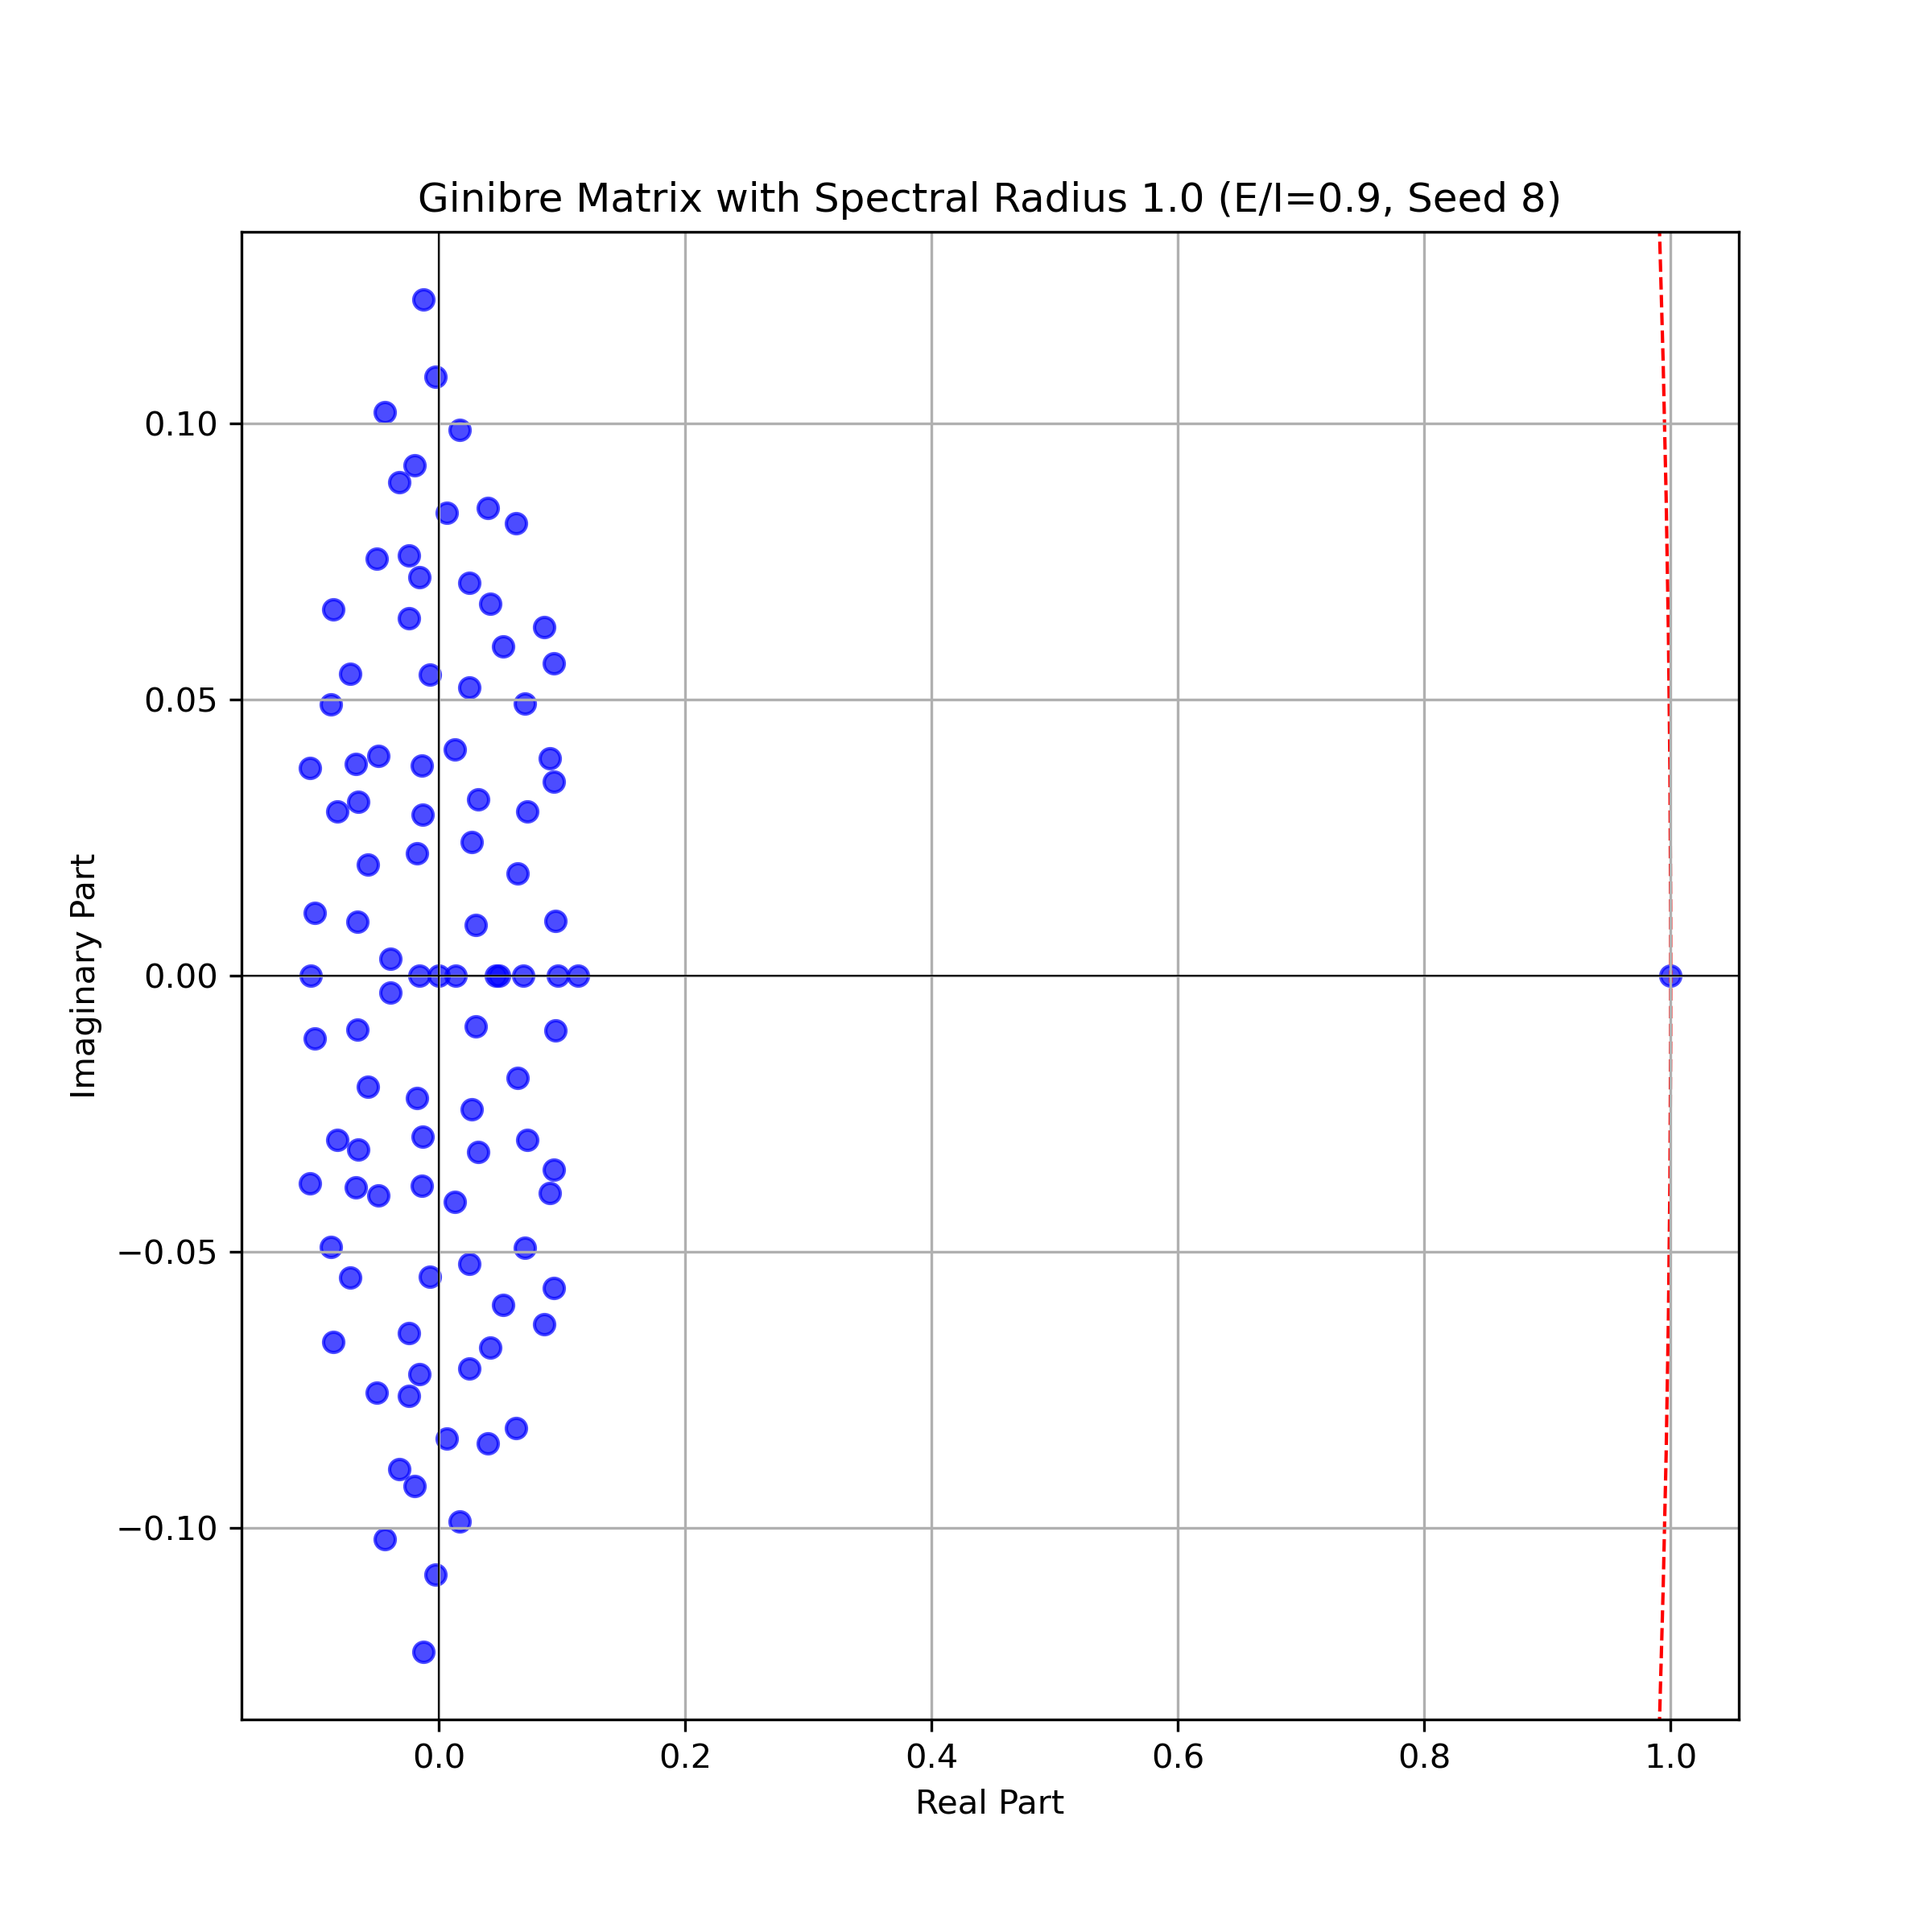 Ginibre Matrix with Spectral Radius 1.0 (E/I=0.9, Seed 8)
0.10
0.05
0.00
−0.05
−0.10
Imaginary Part
0.0 0.2 0.4 0.6 0.8 1.0
Real Part